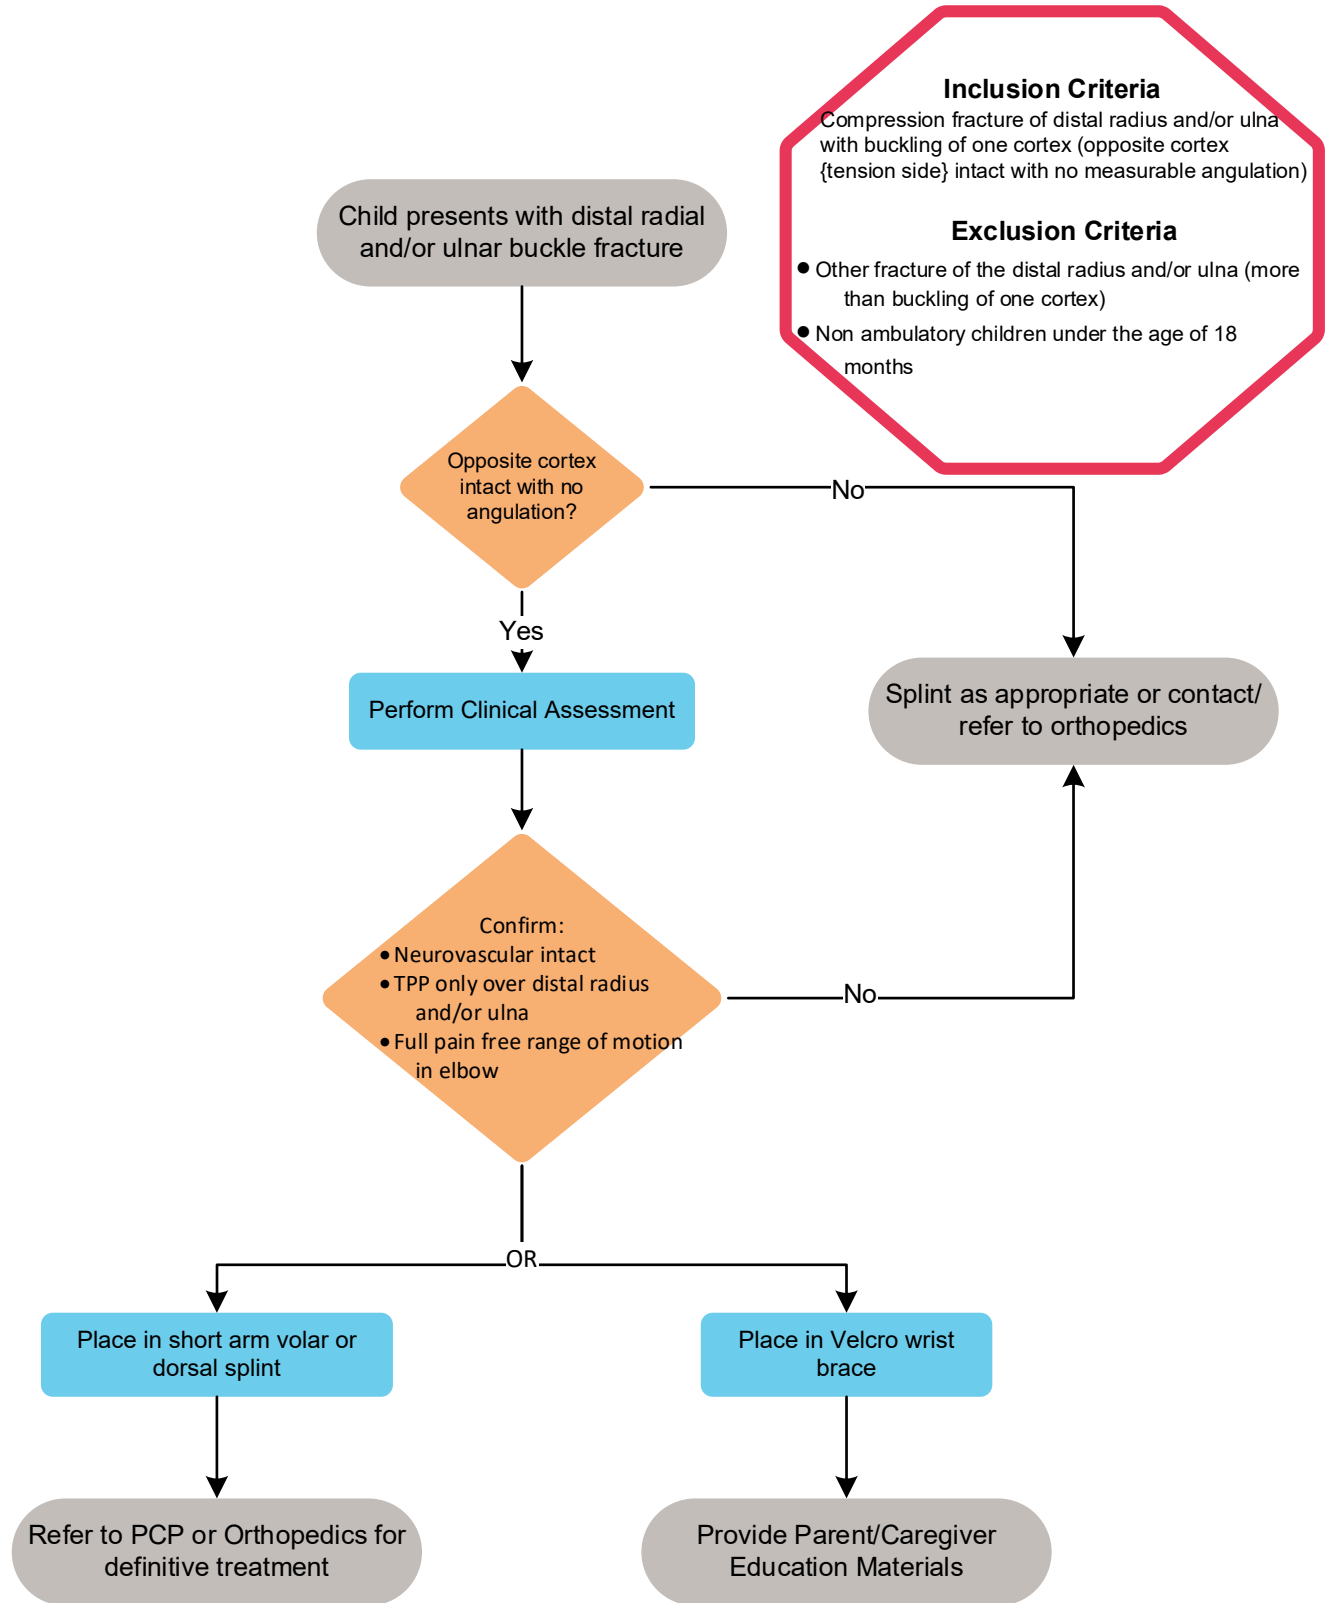 Inclusion Criteria
Compression fracture of distal radius and/or ulna
with buckling of one cortex (opposite cortex
{tension side} intact with no measurable angulation)
Exclusion Criteria
● Other fracture of the distal radius and/or ulna (more
than buckling of one cortex)
● Non ambulatory children under the age of 18
months
Child presents with distal radial
and/or ulnar buckle fracture
Opposite cortex
intact with no
angulation?
No
Yes
Perform Clinical Assessment
Splint as appropriate or contact/
refer to orthopedics
Confirm:
● Neurovascular intact
● TPP only over distal radius
and/or ulna
● Full pain free range of motion
in elbow
No
OR
Place in short arm volar or
dorsal splint
Place in Velcro wrist
brace
Refer to PCP or Orthopedics for
definitive treatment
Provide Parent/Caregiver
Education Materials